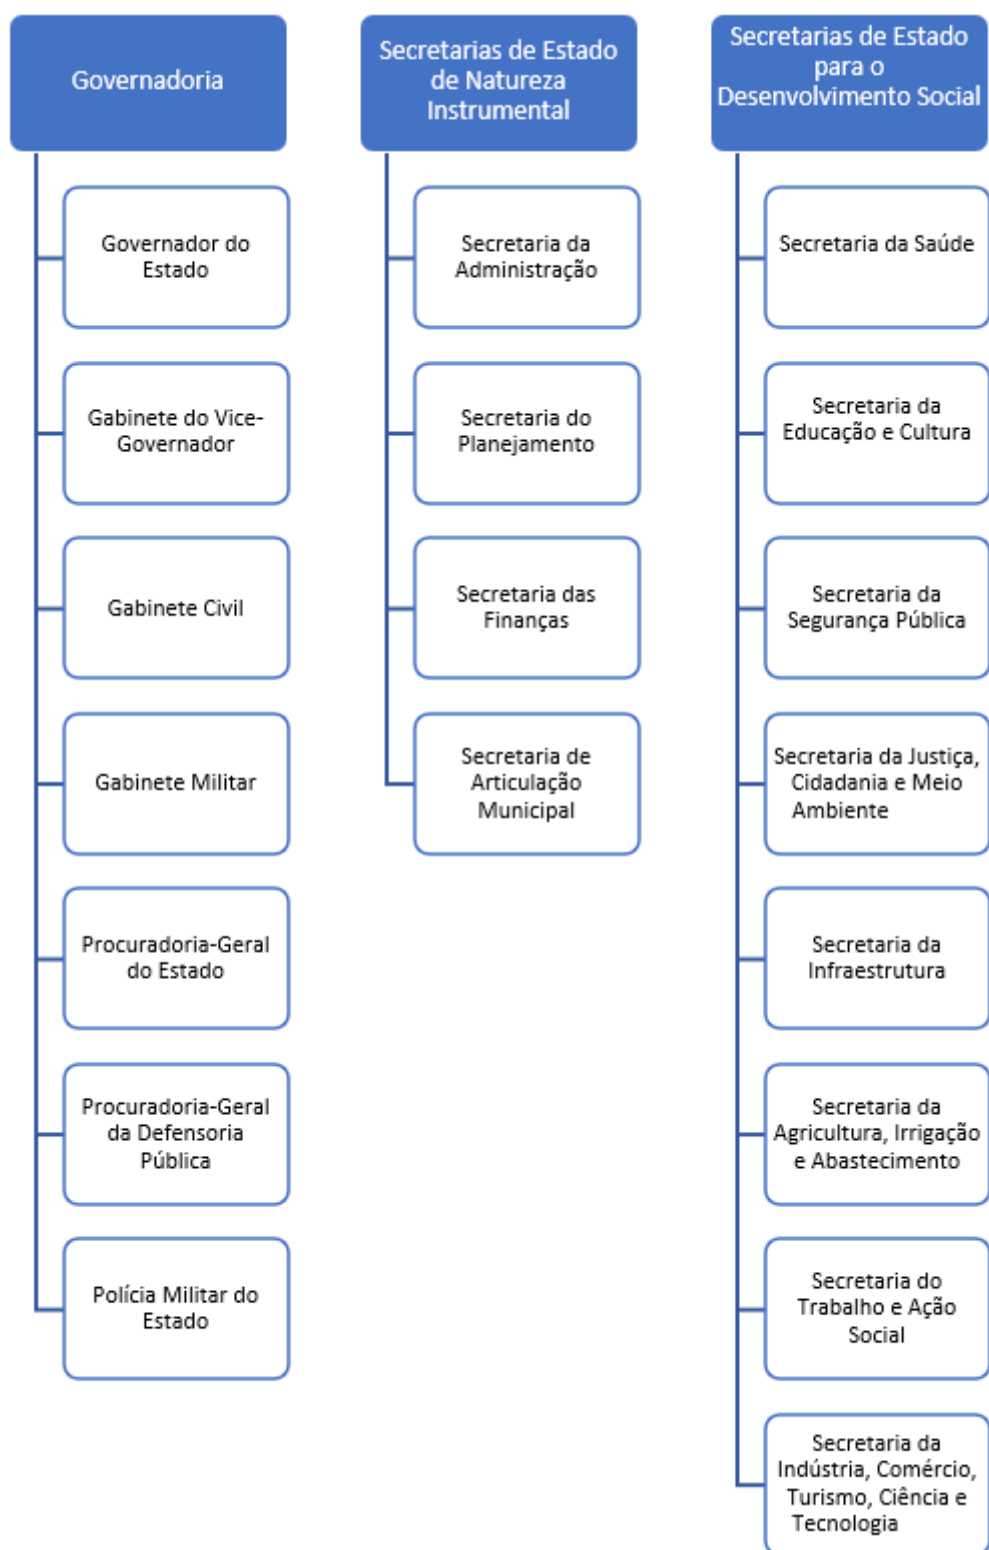 Governadoria
Governador do
Estado
Gabinete do Vice-
Governador
Gabinete Civil
Gabinete Militar
Procuradoria-Geral
do Estado
Procuradoria-Geral
da Defensoria
Pública
Polícia Militar do
Estado
Secretarias de Estado
de Natureza
Instrumental
Secretaria da
Administração
Secretaria do
Planejamento
Secretaria das
Finanças
Secretaria de
Articulação
Municipal
Secretarias de Estado
para o
Desenvolvimento Social
Secretaria da Saúde
Secretaria da
Educação e Cultura
Secretaria da
Segurança Pública
Secretaria da Justiça,
Cidadania e Meio
Ambiente
Secretaria da
Infraestrutura
Secretaria da
Agricultura, Irrigação
e Abastecimento
Secretaria do
Trabalho e Ação
Social
Secretaria da
Indústria, Comércio,
Turismo, Ciência e
Tecnologia